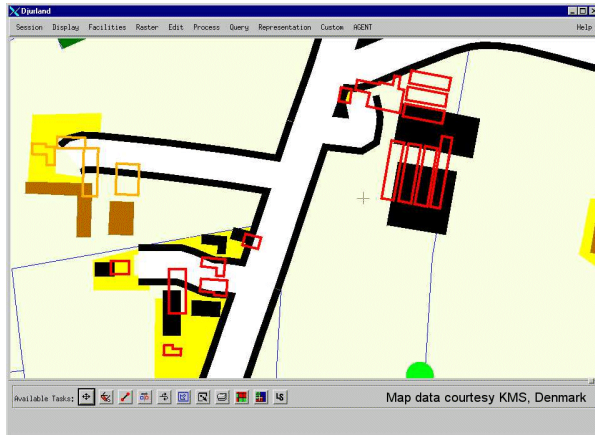 Djurland
Session Display Facilities Raster Edit Process Query Representation Custom AGENT Help
Available Tasks:
LS
Map data courtesy KMS, Denmark